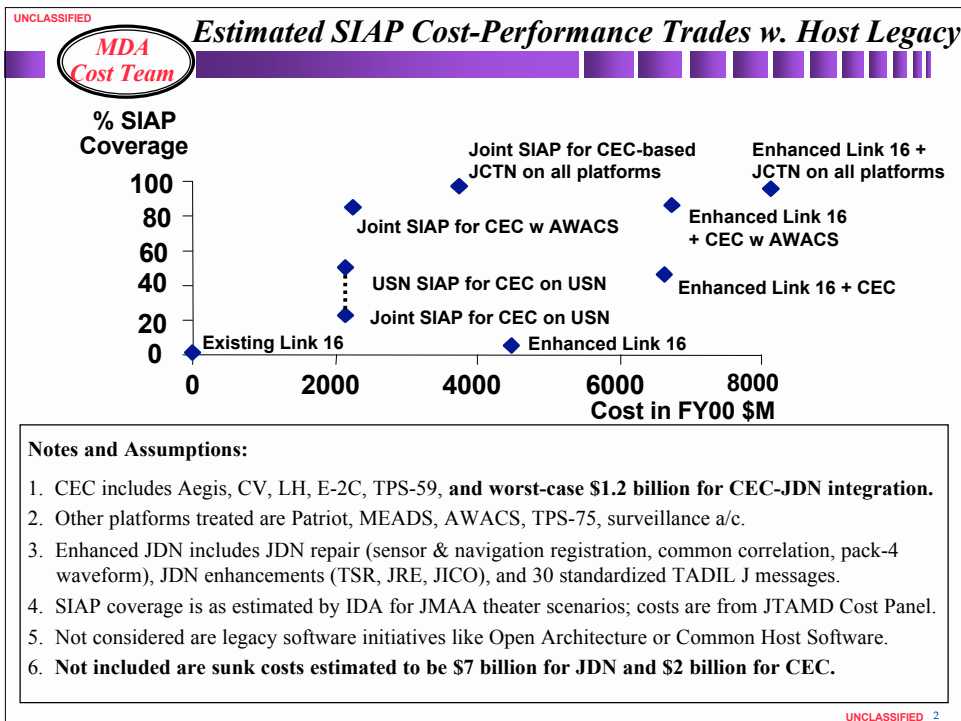 UNCLASSIFIED
MDA
Cost Team
Estimated SIAP Cost-Performance Trades w. Host Legacy
% SIAP
Coverage
100
80
60
40
20
0
Joint SIAP for CEC-based
JCTN on all platforms
Enhanced Link 16 +
JCTN on all platforms
Joint SIAP for CEC w AWACS
Enhanced Link 16
+ CEC w AWACS
USN SIAP for CEC on USN
Enhanced Link 16 + CEC
Joint SIAP for CEC on USN
Existing Link 16
Enhanced Link 16
0 2000 4000 6000 8000
Cost in FY00 $M
Notes and Assumptions:
1. CEC includes Aegis, CV, LH, E-2C, TPS-59, and worst-case $1.2 billion for CEC-JDN integration.
2. Other platforms treated are Patriot, MEADS, AWACS, TPS-75, surveillance a/c.
3. Enhanced JDN includes JDN repair (sensor & navigation registration, common correlation, pack-4
waveform), JDN enhancements (TSR, JRE, JICO), and 30 standardized TADIL J messages.
4. SIAP coverage is as estimated by IDA for JMAA theater scenarios; costs are from JTAMD Cost Panel.
5. Not considered are legacy software initiatives like Open Architecture or Common Host Software.
6. Not included are sunk costs estimated to be $7 billion for JDN and $2 billion for CEC.
UNCLASSIFIED 2